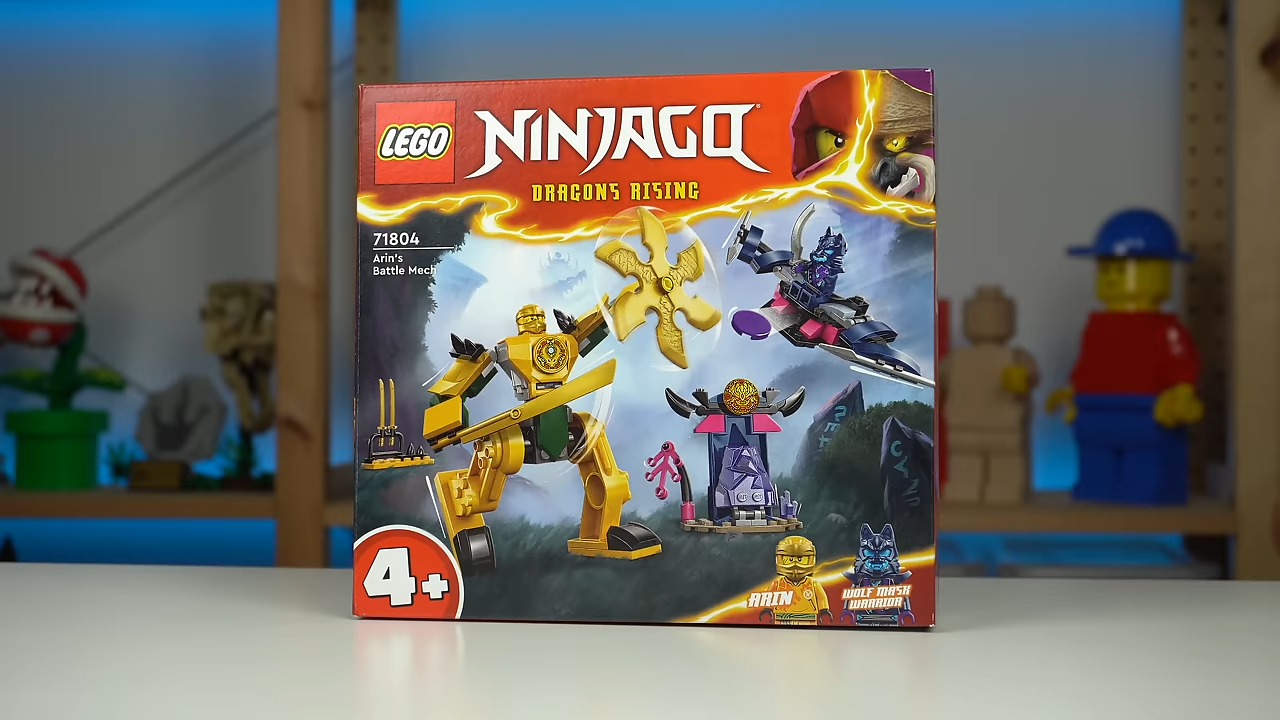 LEGO
NINJAGO®
DRAGONS RISING
71804
Arin's
Battle Mech
4+
ARIN
WOLF MASK
WARRIOR